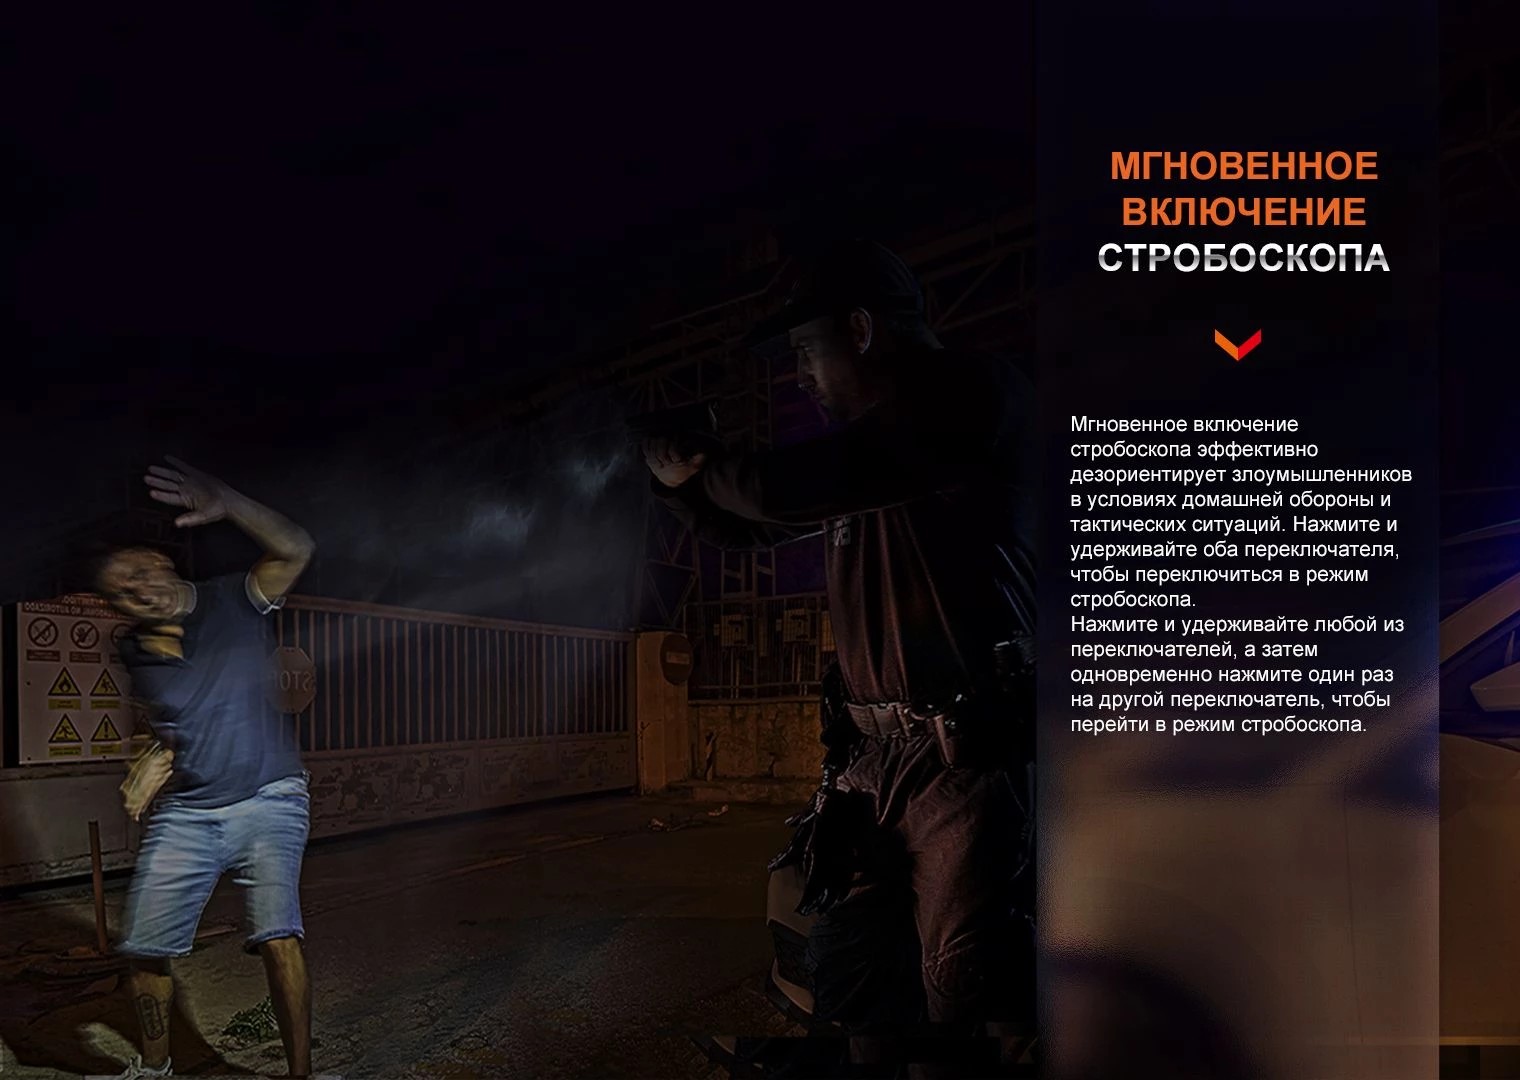 МГНОВЕННОЕ
ВКЛЮЧЕНИЕ
СТРОБОСКОПА
Мгновенное включение
стробоскопа эффективно
дезориентирует злоумышленников
в условиях домашней обороны и
тактических ситуаций. Нажмите и
удерживайте оба переключателя,
чтобы переключиться в режим
стробоскопа.
Нажмите и удерживайте любой из
переключателей, а затем
одновременно нажмите один раз
на другой переключатель, чтобы
перейти в режим стробоскопа.
STOP